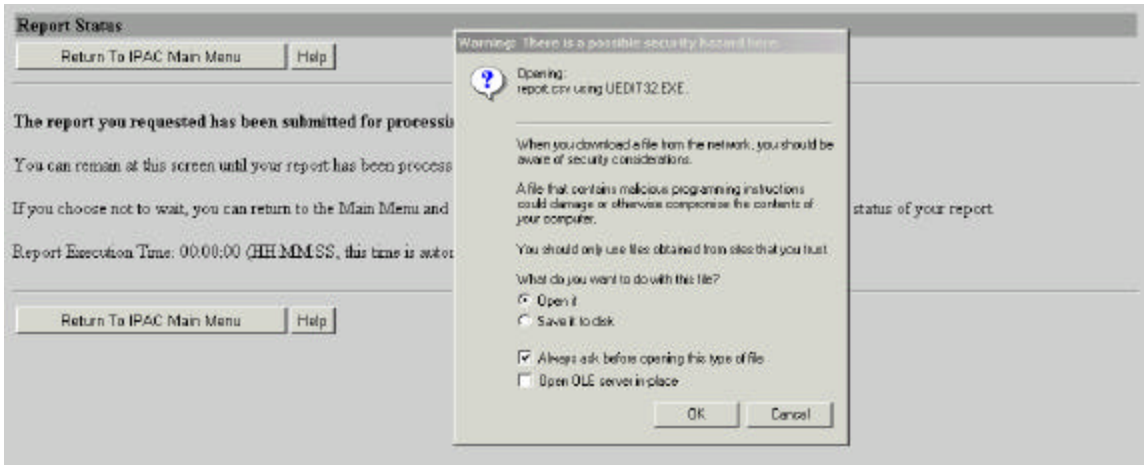 Report Status
Return To IPAC Main Menu Help
The report you requested has been submitted for processi
You can remain at this screen until your report has been process
If you choose not to wait, you can return to the Main Menu and
status of your report
Report Execution Time: 00:00:00 (HH:MM:SS, this time is autom
Return To IPAC Main Menu Help
Warning: There is a possible security hazard here.
Opening:
report.csv using UEDIT32.EXE.
When you download a file from the network, you should be
aware of security considerations.
A file that contains malicious programming instructions
could damage or otherwise compromise the contents of
your computer.
You should only use files obtained from sites that you trust.
What do you want to do with this file?
Open it
Save it to disk
Always ask before opening this type of file
Open OLE server in-place
OK Cancel